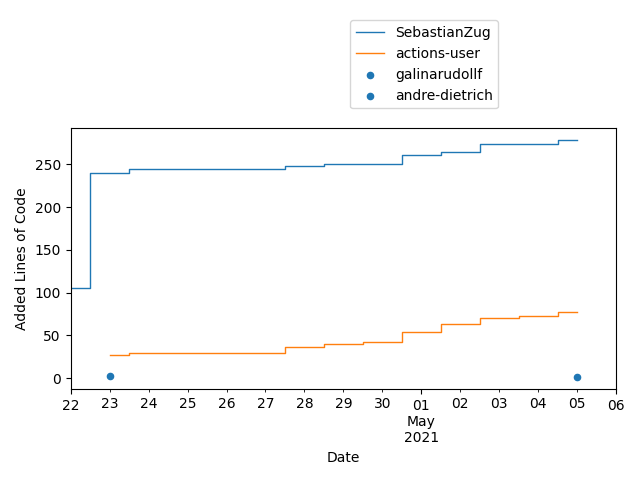 SebastianZug
actions-user
galinarudollf
andre-dietrich
Added Lines of Code
250
200
150
100
50
0
22 23 24 25 26 27 28 29 30 01 02 03 04 05 06
May
2021
Date